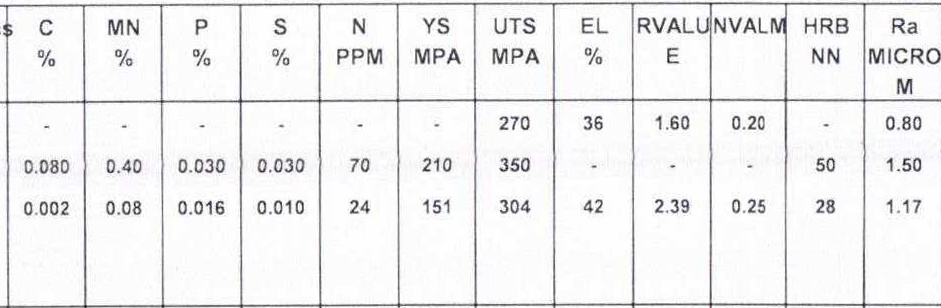 s C MN P S N YS UTS EL RVALU NVALM HRB Ra
% % % % PPM MPA MPA % E NN MICRO
M
- - - - - - 270 36 1.60 0.20 - 0.80
0.080 0.40 0.030 0.030 70 210 350 - - - 50 1.50
0.002 0.08 0.016 0.010 24 151 304 42 2.39 0.25 28 1.17